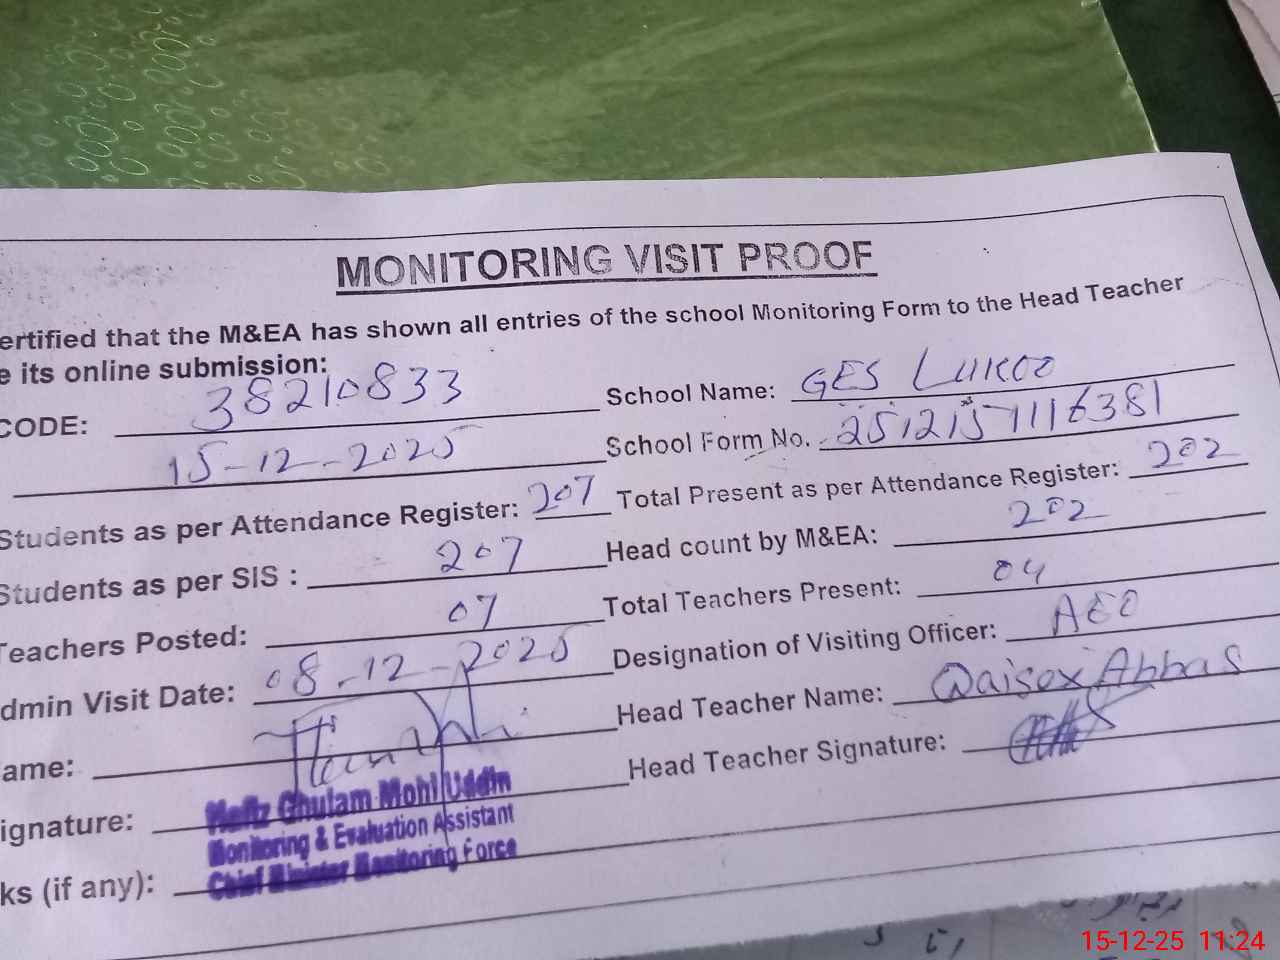 MONITORING VISIT PROOF
ertified that the M&EA has shown all entries of the school Monitoring Form to the Head Teacher
e its online submission:
CODE: 38210833 School Name: GES Lukoo
15-12-2025 School Form No. 2512151116381
Students as per Attendance Register: 207 Total Present as per Attendance Register: 202
Students as per SIS : 207 Head count by M&EA: 202
Teachers Posted: 07 Total Teachers Present: 04
dmin Visit Date: 08-12-2025 Designation of Visiting Officer: AEO
ame: Head Teacher Name: Qaisar Abbas
ignature: Head Teacher Signature:
Hafiz Ghulam Mohi Uddin
Monitoring & Evaluation Assistant
Chief Minister Monitoring Force
ks (if any):
15-12-25 11:24